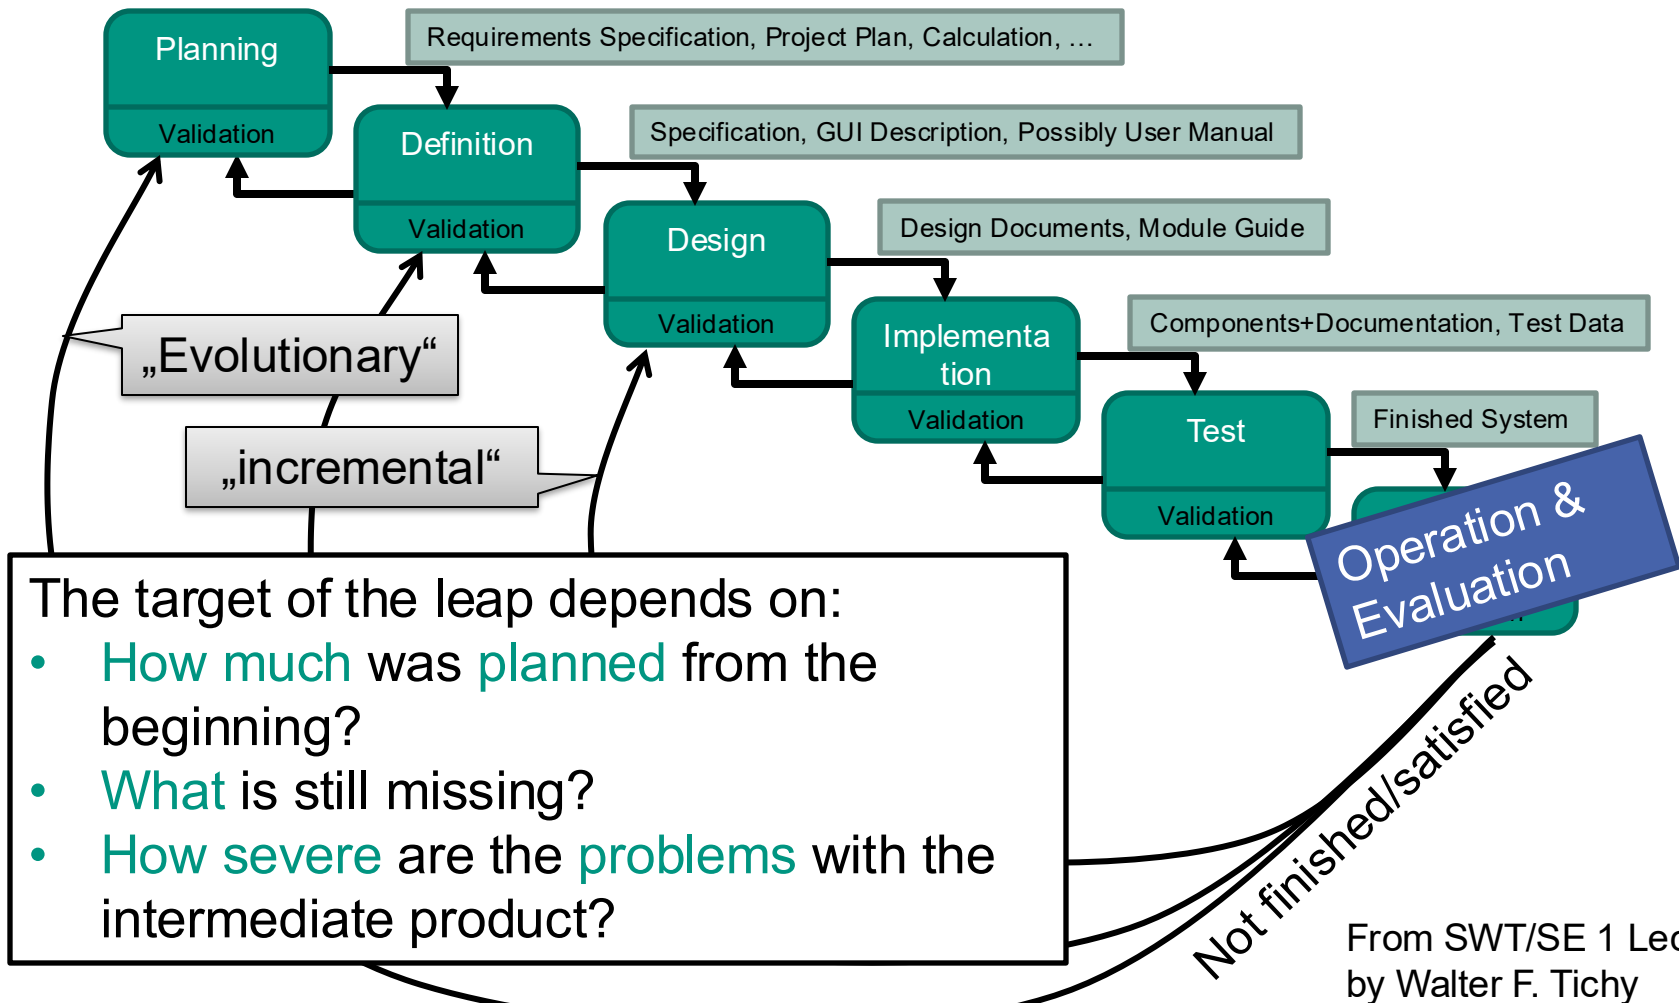 Planning
Validation
Requirements Specification, Project Plan, Calculation, …
Definition
Validation
Specification, GUI Description, Possibly User Manual
Design
Validation
Design Documents, Module Guide
Implementa
tion
Validation
Components+Documentation, Test Data
Test
Validation
Finished System
Operation &
Evaluation
„Evolutionary“
„incremental“
The target of the leap depends on:
• How much was planned from the
beginning?
• What is still missing?
• How severe are the problems with the
intermediate product?
Not finished/satisfied
From SWT/SE 1
by Walter F. Tichy